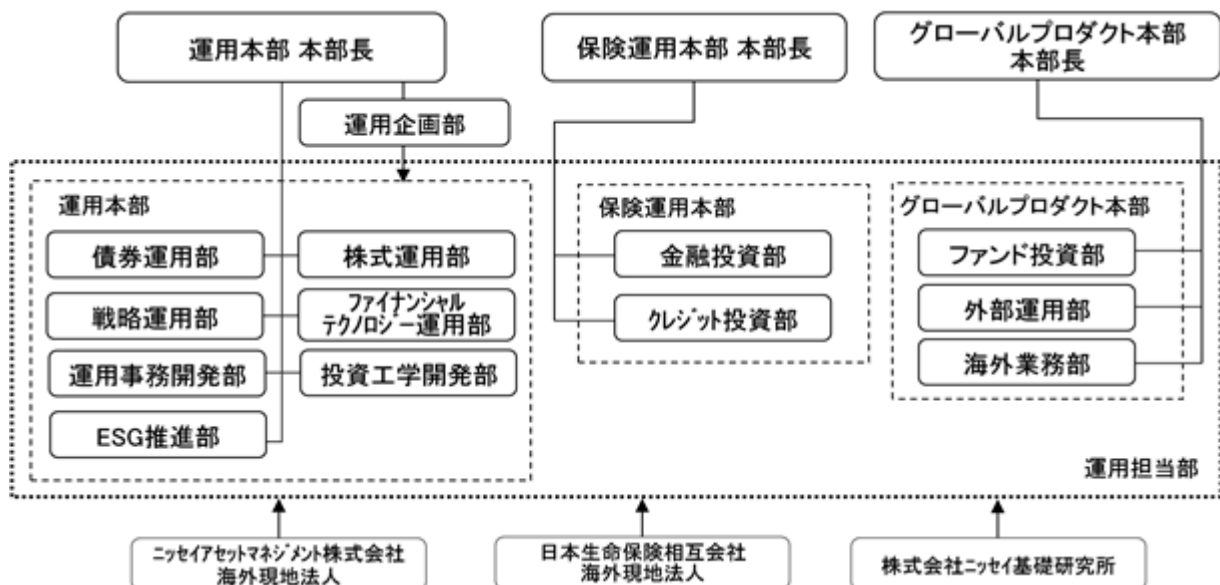 運用本部 本部長
保険運用本部 本部長
グローバルプロダクト本部
本部長
運用企画部
運用本部
債券運用部
株式運用部
戦略運用部
ファイナンシャル
テクノロジー運用部
運用事務開発部
投資工学開発部
ESG推進部
保険運用本部
金融投資部
クレジット投資部
グローバルプロダクト本部
ファンド投資部
外部運用部
海外業務部
運用担当部
ニッセイアセットマネジメント株式会社
海外現地法人
日本生命保険相互会社
海外現地法人
株式会社ニッセイ基礎研究所